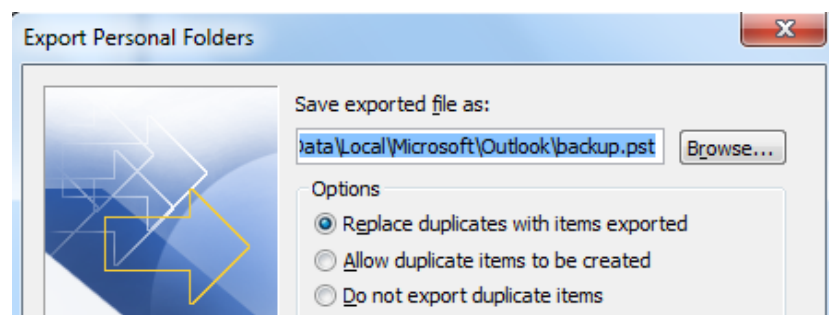 Export Personal Folders
Save exported file as:
Data\Local\Microsoft\Outlook\backup.pst
Browse...
Options
Replace duplicates with items exported
Allow duplicate items to be created
Do not export duplicate items